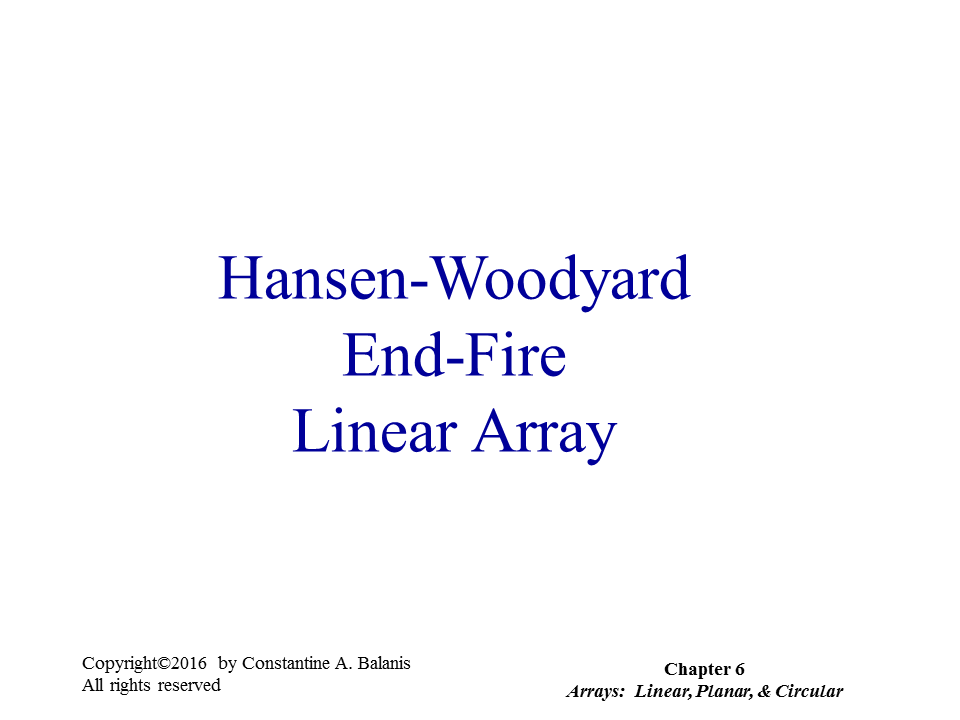 Hansen-Woodyard
End-Fire
Linear Array
Copyright©2016 by Constantine A. Balanis
All rights reserved
Chapter 6
Arrays: Linear, Planar, & Circular